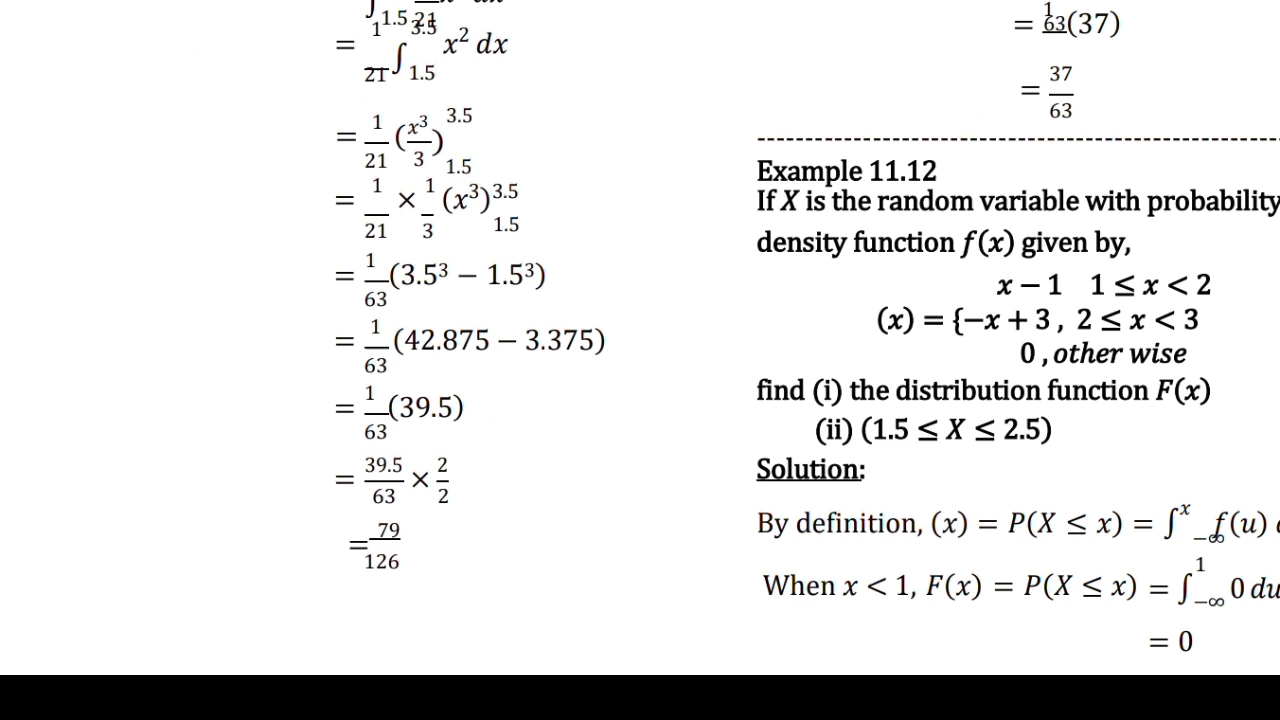 = 1/21 ∫_{1.5}^{3.5} x² dx
= 1/21 (x³/3)_{1.5}^{3.5}
= 1/21 × 1/3 (x³)_{1.5}^{3.5}
= 1/63 (3.5³ − 1.5³)
= 1/63 (42.875 − 3.375)
= 1/63 (39.5)
= 39.5/63 × 2/2
= 79/126
= 1/63 (37)
= 37/63
Example 11.12
If X is the random variable with probability
density function f(x) given by,
x − 1 1 ≤ x < 2
(x) = {−x + 3 , 2 ≤ x < 3
0 , other wise
find (i) the distribution function F(x)
(ii) (1.5 ≤ X ≤ 2.5)
Solution:
By definition, (x) = P(X ≤ x) = ∫_{−∞}^{x} f(u)
When x < 1, F(x) = P(X ≤ x) = ∫_{−∞}^{1} 0 du
= 0